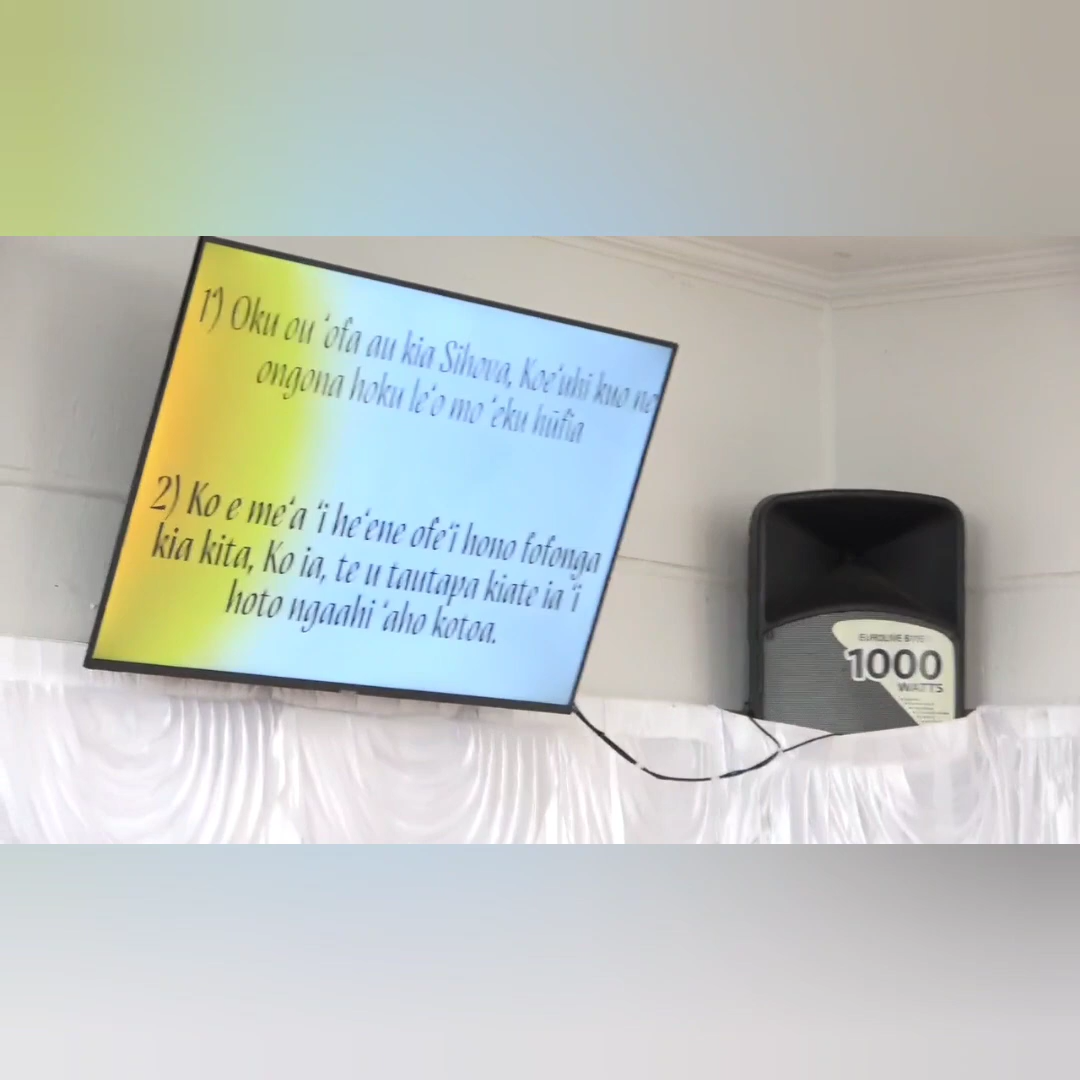 1) Oku ou ‘ofa au kia Sihova, Koe‘uhi kuo ne
ongona hoku le‘o mo ‘eku hūfia
2) Ko e me‘a ‘i he‘ene ofe‘i hono fofonga
kia kita, Ko ia, te u tautapa kiate ia ‘i
hoto ngaahi ‘aho kotoa.
EUROLIVE
1000
WATTS